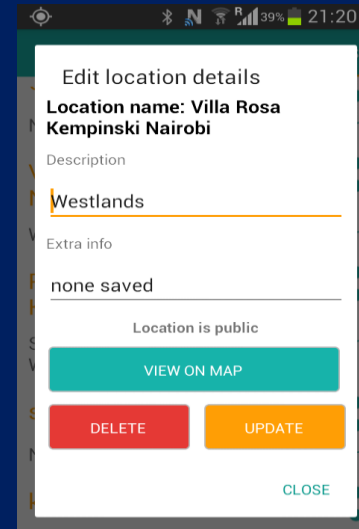 R 39% 21:20
Edit location details
Location name: Villa Rosa
Kempinski Nairobi
Description
Westlands
Extra info
none saved
Location is public
VIEW ON MAP
DELETE UPDATE
CLOSE